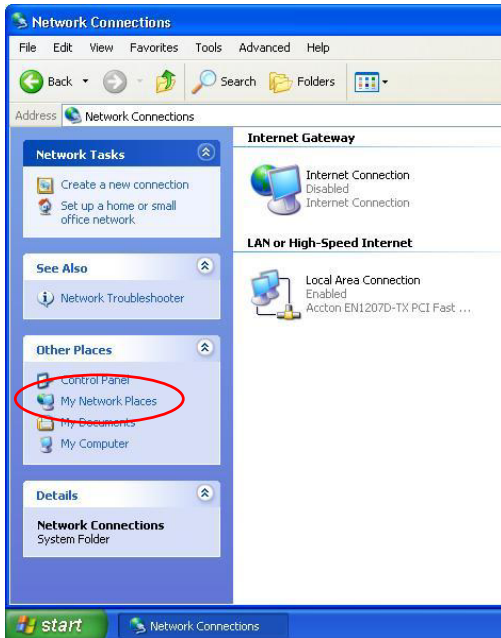 Network Connections
File Edit View Favorites Tools Advanced Help
Back Search Folders
Address Network Connections
Network Tasks
Create a new connection
Set up a home or small
office network
See Also
Network Troubleshooter
Other Places
Control Panel
My Network Places
My Documents
My Computer
Details
Network Connections
System Folder
Internet Gateway
Internet Connection
Disabled
Internet Connection
LAN or High-Speed Internet
Local Area Connection
Enabled
Accton EN1207D-TX PCI Fast ...
start Network Connections